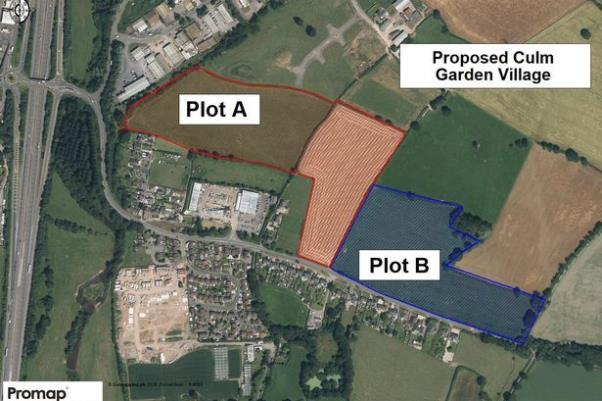 Proposed Culm
Garden Village
Plot A
Plot B
Promap